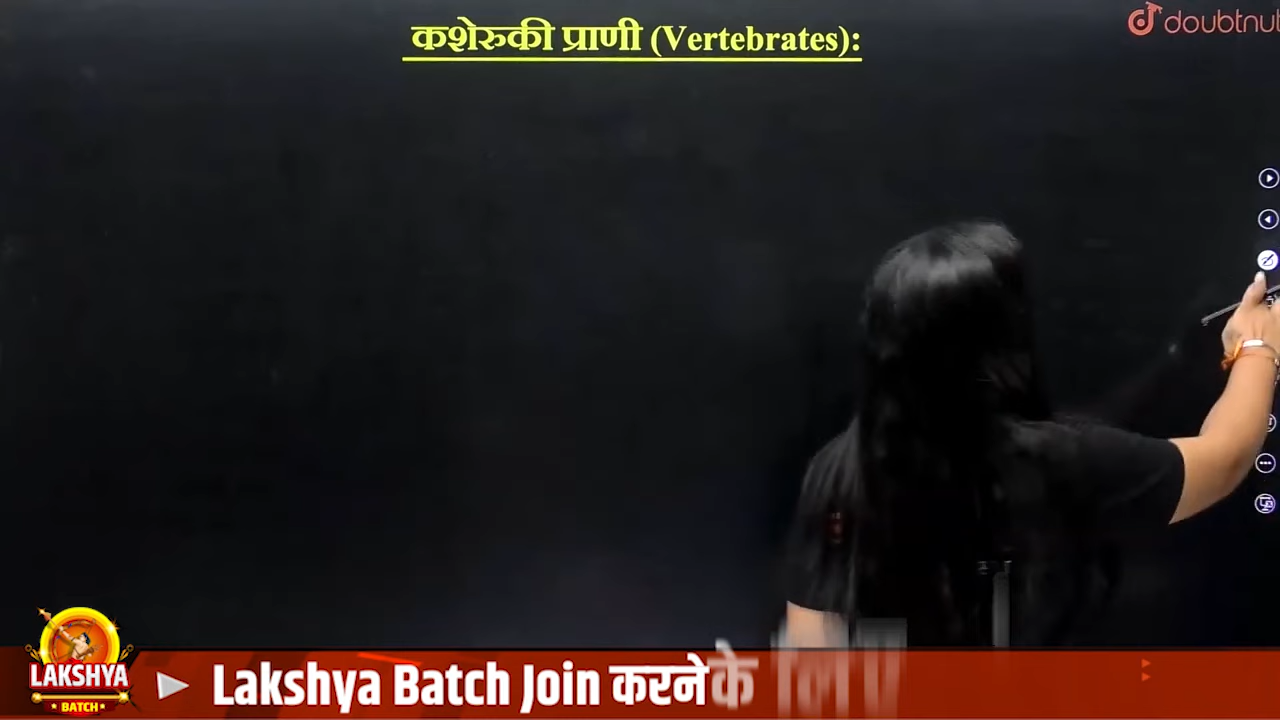 कशेरुकी प्राणी (Vertebrates):
doubtnut
LAKSHYA
BATCH
Lakshya Batch Join करने के लिए